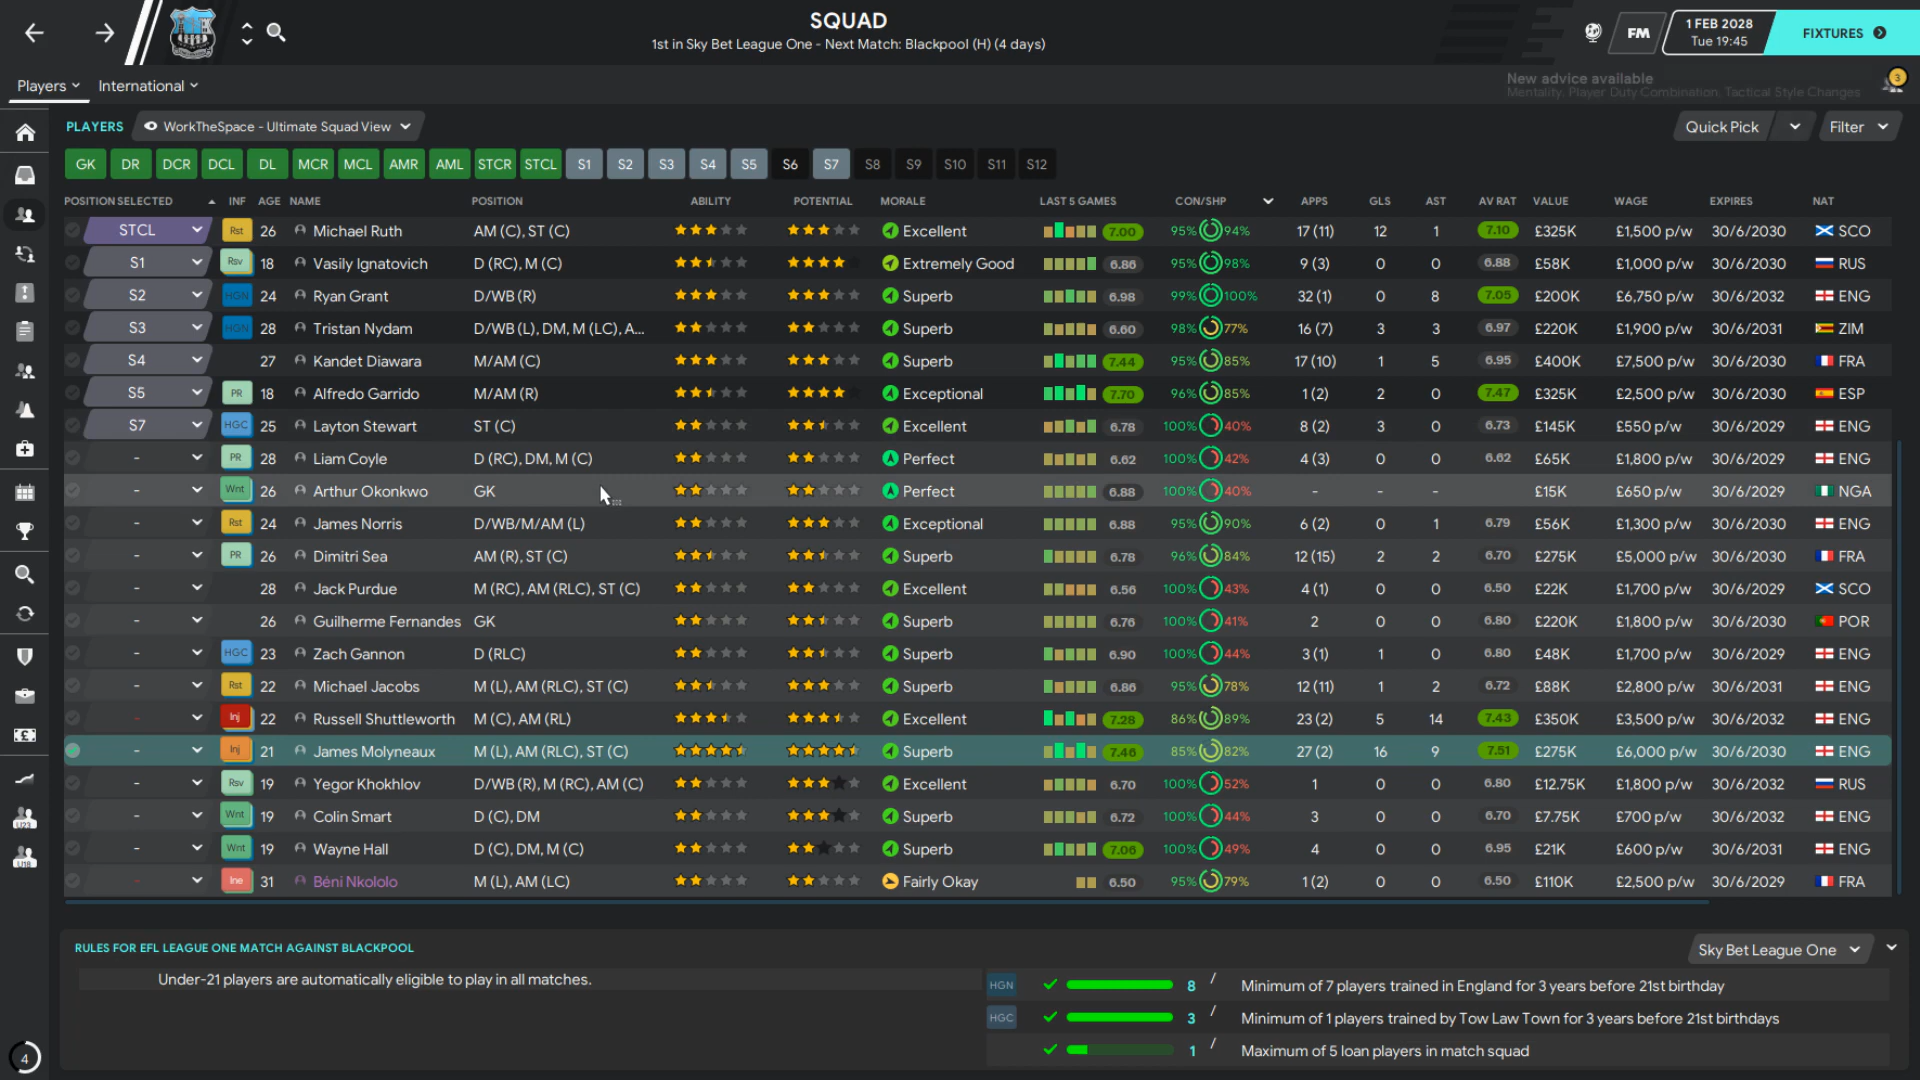 SQUAD
1st in Sky Bet League One - Next Match: Blackpool (H) (4 days)
FM
1 FEB 2028
Tue 19:45
FIXTURES
Players
International
New advice available
Mentality, Player Duty Combination, Tactical Style Changes
3
PLAYERS
WorkTheSpace - Ultimate Squad View
Quick Pick
Filter
GK DR DCR DCL DL MCR MCL AMR AML STCR STCL S1 S2 S3 S4 S5 S6 S7 S8 S9 S10 S11 S12
POSITION SELECTED INF AGE NAME POSITION ABILITY POTENTIAL MORALE LAST 5 GAMES CON/SHP APPS GLS AST AV RAT VALUE WAGE EXPIRES NAT
STCL Rst 26 Michael Ruth AM (C), ST (C) Excellent 7.00 95% 94% 17 (11) 12 1 7.10 £325K £1,500 p/w 30/6/2030 SCO
S1 Rsv 18 Vasily Ignatovich D (RC), M (C) Extremely Good 6.86 95% 98% 9 (3) 0 0 6.88 £58K £1,000 p/w 30/6/2030 RUS
S2 HGN 24 Ryan Grant D/WB (R) Superb 6.98 99% 100% 32 (1) 0 8 7.05 £200K £6,750 p/w 30/6/2032 ENG
S3 HGN 28 Tristan Nydam D/WB (L), DM, M (LC), A... Superb 6.60 98% 77% 16 (7) 3 3 6.97 £220K £1,900 p/w 30/6/2031 ZIM
S4 27 Kandet Diawara M/AM (C) Superb 7.44 95% 85% 17 (10) 1 5 6.95 £400K £7,500 p/w 30/6/2030 FRA
S5 PR 18 Alfredo Garrido M/AM (R) Exceptional 7.70 96% 85% 1 (2) 2 0 7.47 £325K £2,500 p/w 30/6/2030 ESP
S7 HGC 25 Layton Stewart ST (C) Excellent 6.78 100% 40% 8 (2) 3 0 6.73 £145K £550 p/w 30/6/2029 ENG
- PR 28 Liam Coyle D (RC), DM, M (C) Perfect 6.62 100% 42% 4 (3) 0 0 6.62 £65K £1,800 p/w 30/6/2029 ENG
- Wnt 26 Arthur Okonkwo GK Perfect 6.88 100% 40% - - - £15K £650 p/w 30/6/2029 NGA
- Rst 24 James Norris D/WB/M/AM (L) Exceptional 6.88 95% 90% 6 (2) 0 1 6.79 £56K £1,300 p/w 30/6/2030 ENG
- PR 26 Dimitri Sea AM (R), ST (C) Superb 6.78 96% 84% 12 (15) 2 2 6.70 £275K £5,000 p/w 30/6/2030 FRA
- 28 Jack Purdue M (RC), AM (RLC), ST (C) Excellent 6.56 100% 43% 4 (1) 0 0 6.50 £22K £1,700 p/w 30/6/2029 SCO
- 26 Guilherme Fernandes GK Superb 6.76 100% 41% 2 0 0 6.80 £220K £1,800 p/w 30/6/2030 POR
- HGC 23 Zach Gannon D (RLC) Superb 6.90 100% 44% 3 (1) 1 0 6.80 £48K £1,700 p/w 30/6/2029 ENG
- Rst 22 Michael Jacobs M (L), AM (RLC), ST (C) Superb 6.86 95% 78% 12 (11) 1 2 6.72 £88K £2,800 p/w 30/6/2031 ENG
- Inj 22 Russell Shuttleworth M (C), AM (RL) Excellent 7.28 86% 89% 23 (2) 5 14 7.43 £350K £3,500 p/w 30/6/2032 ENG
- Inj 21 James Molyneaux M (L), AM (RLC), ST (C) Superb 7.46 85% 82% 27 (2) 16 9 7.51 £275K £6,000 p/w 30/6/2030 ENG
- Rsv 19 Yegor Khokhlov D/WB (R), M (RC), AM (C) Excellent 6.70 100% 52% 1 0 0 6.80 £12.75K £1,800 p/w 30/6/2032 RUS
- Wnt 19 Colin Smart D (C), DM Superb 6.72 100% 44% 3 0 0 6.70 £7.75K £700 p/w 30/6/2032 ENG
- Wnt 19 Wayne Hall D (C), DM, M (C) Superb 7.06 100% 49% 4 0 0 6.95 £21K £600 p/w 30/6/2031 ENG
- Ine 31 Béni Nkololo M (L), AM (LC) Fairly Okay 6.50 95% 79% 1 (2) 0 0 6.50 £110K £2,500 p/w 30/6/2029 FRA
U23
U18
4
RULES FOR EFL LEAGUE ONE MATCH AGAINST BLACKPOOL
Sky Bet League One
Under-21 players are automatically eligible to play in all matches.
HGN 8 / Minimum of 7 players trained in England for 3 years before 21st birthday
HGC 3 / Minimum of 1 players trained by Tow Law Town for 3 years before 21st birthdays
1 / Maximum of 5 loan players in match squad